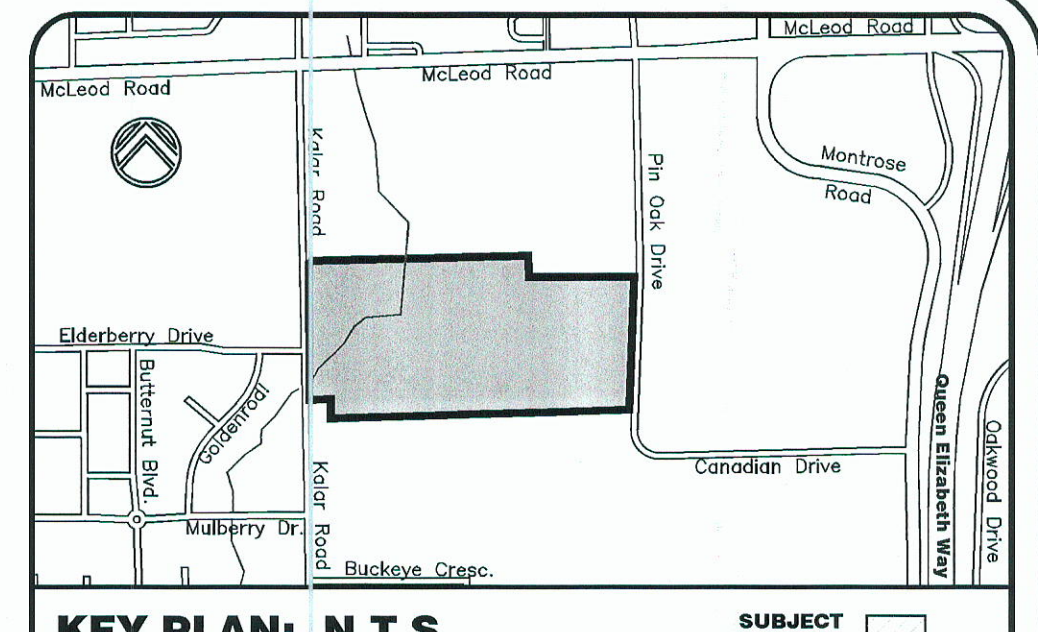 McLeod Road
McLeod Road
McLeod Road
Kalar Road
Pin Oak Drive
Montrose
Road
Elderberry Drive
Butternut Blvd.
Goldenrod
Queen Elizabeth Way
Oakwood Drive
Canadian Drive
Kalar Road
Mulberry Dr.
Buckeye Cresc.
KEY PLAN: N.T.S.
SUBJECT